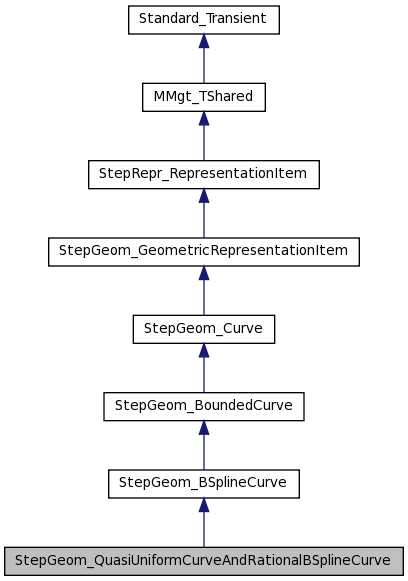 Standard_Transient
MMgt_TShared
StepRepr_RepresentationItem
StepGeom_GeometricRepresentationItem
StepGeom_Curve
StepGeom_BoundedCurve
StepGeom_BSplineCurve
StepGeom_QuasiUniformCurveAndRationalBSplineCurve